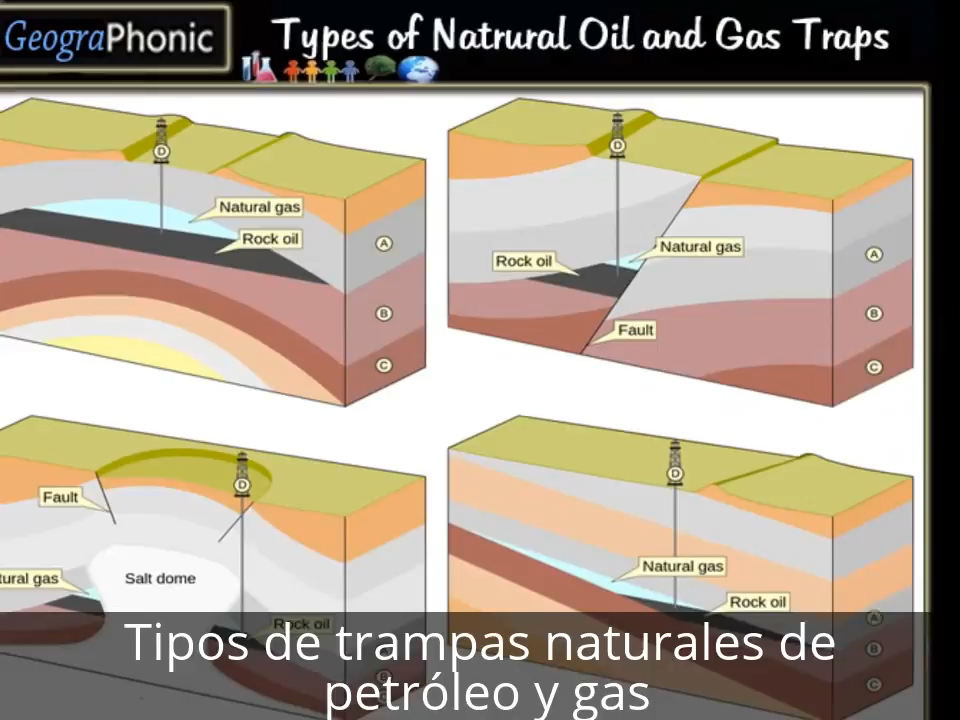 GeograPhonic
Types of Natrural Oil and Gas Traps
D
Natural gas
Rock oil
A
B
C
D
Natural gas
Rock oil
Fault
A
B
C
D
Fault
Salt dome
tural gas
Rock oil
D
Natural gas
Rock oil
A
B
C
Tipos de trampas naturales de
petróleo y gas